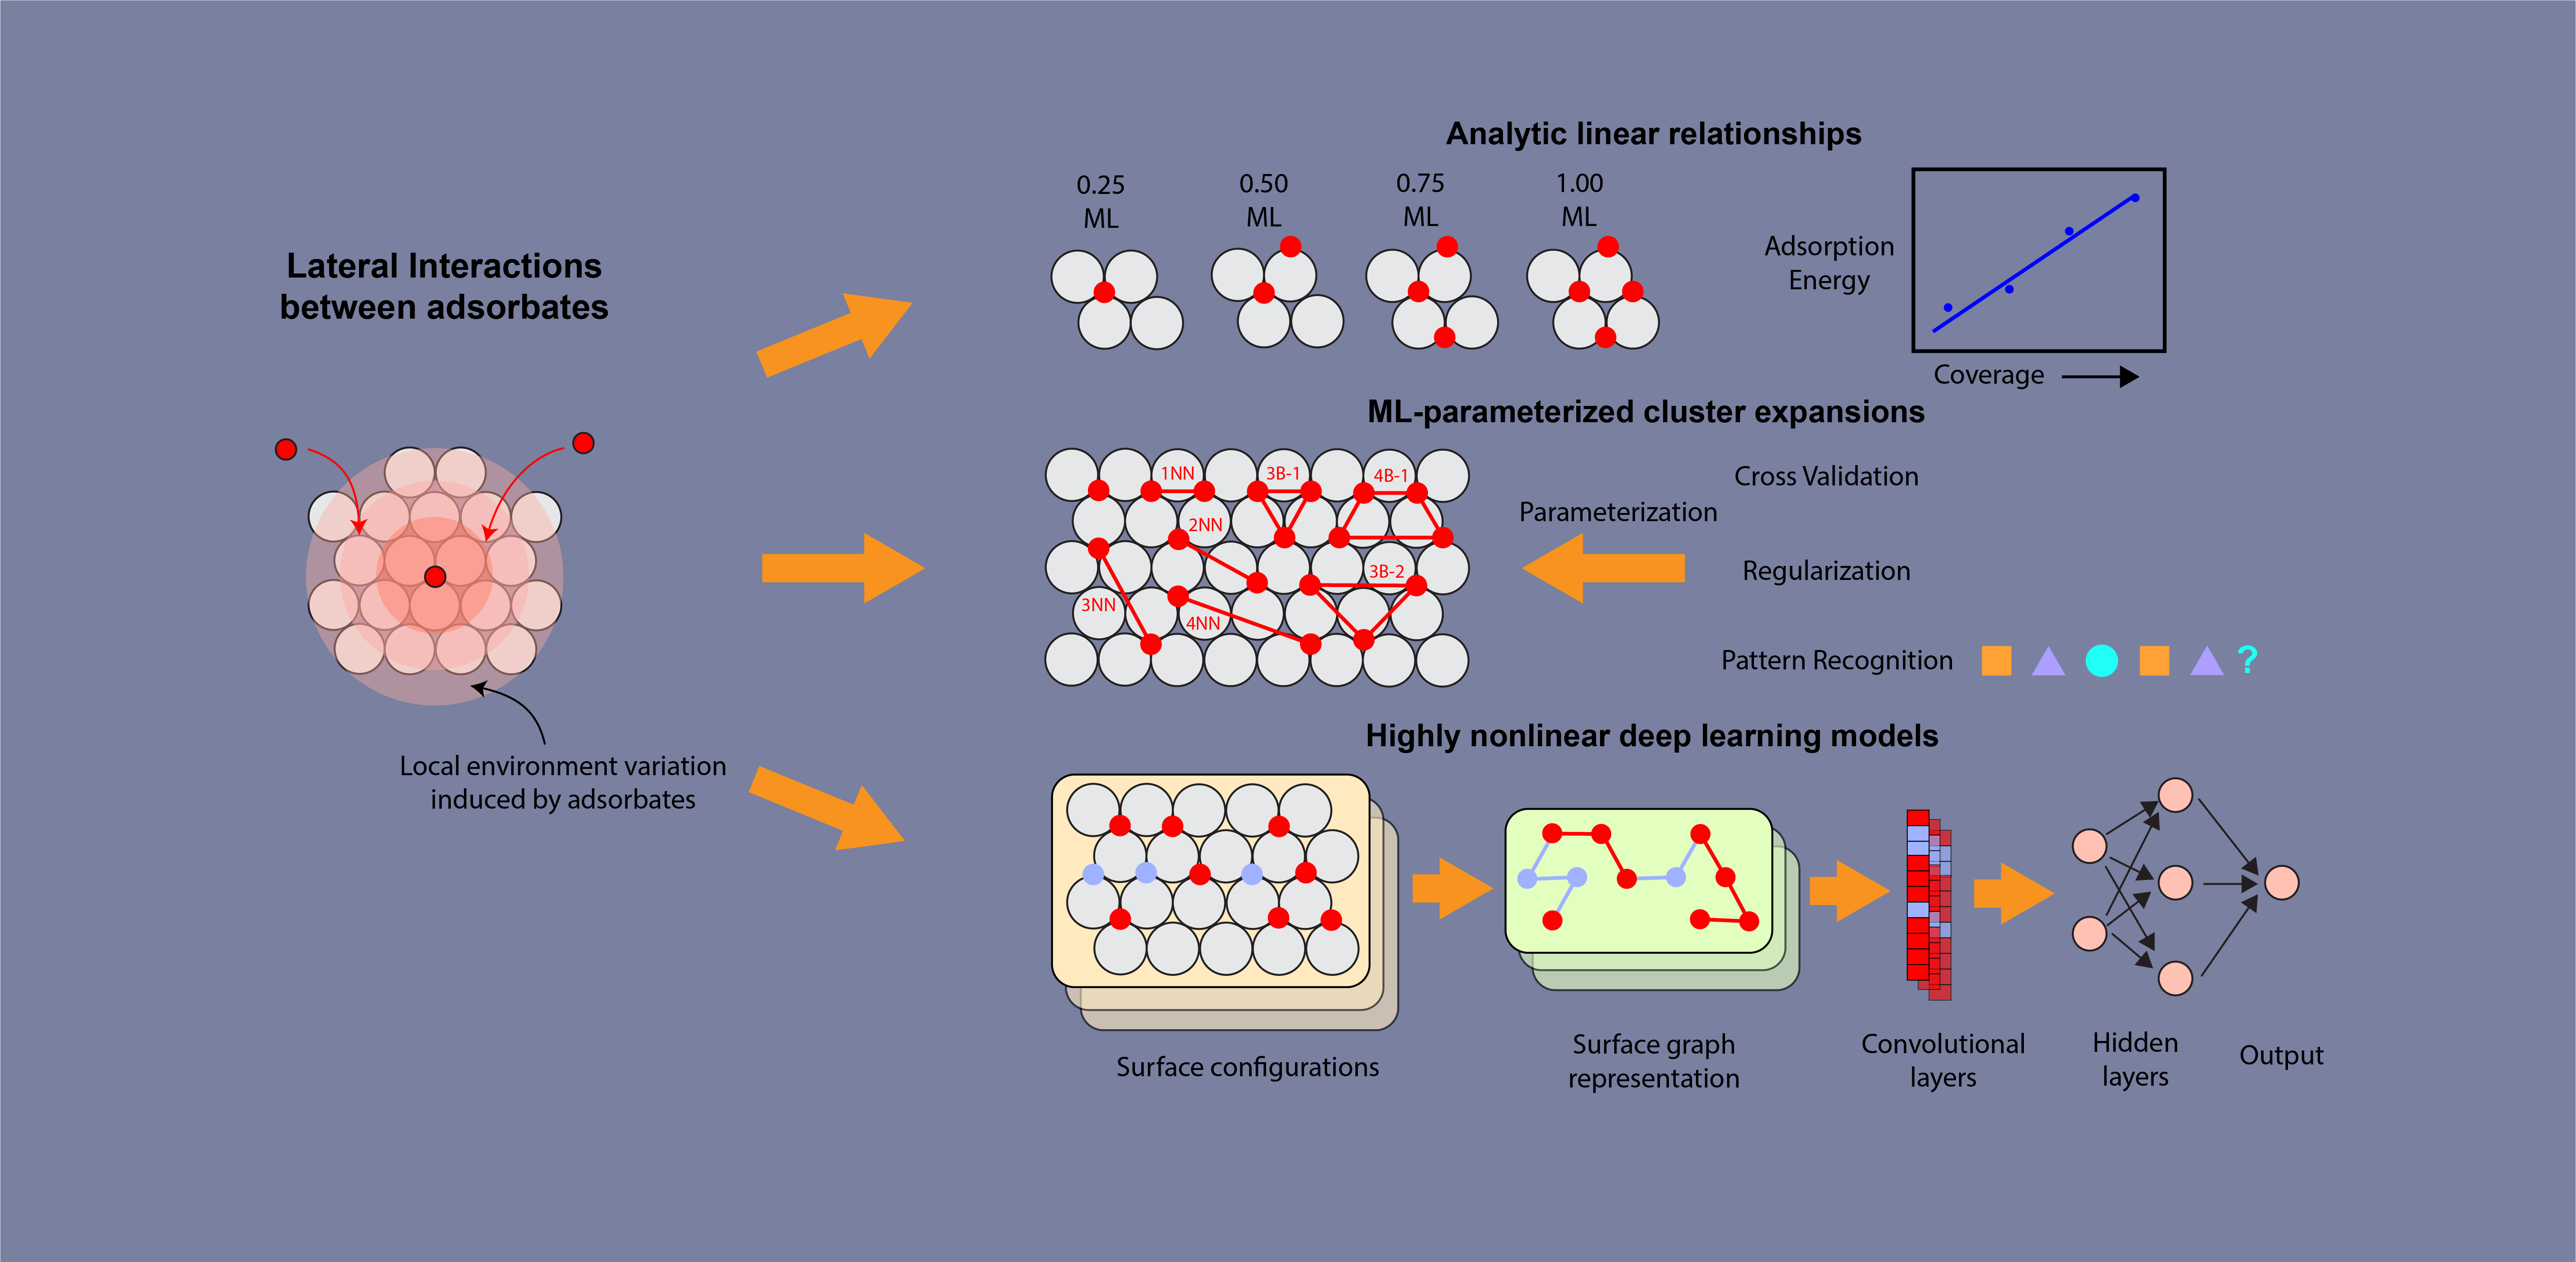 Lateral Interactions
between adsorbates
Local environment variation
induced by adsorbates
Analytic linear relationships
0.25
ML
0.50
ML
0.75
ML
1.00
ML
Adsorption
Energy
Coverage
ML-parameterized cluster expansions
1NN
3B-1
4B-1
2NN
3B-2
3NN
4NN
Parameterization
Cross Validation
Regularization
Pattern Recognition
?
Highly nonlinear deep learning models
Surface configurations
Surface graph
representation
Convolutional
layers
Hidden
layers
Output